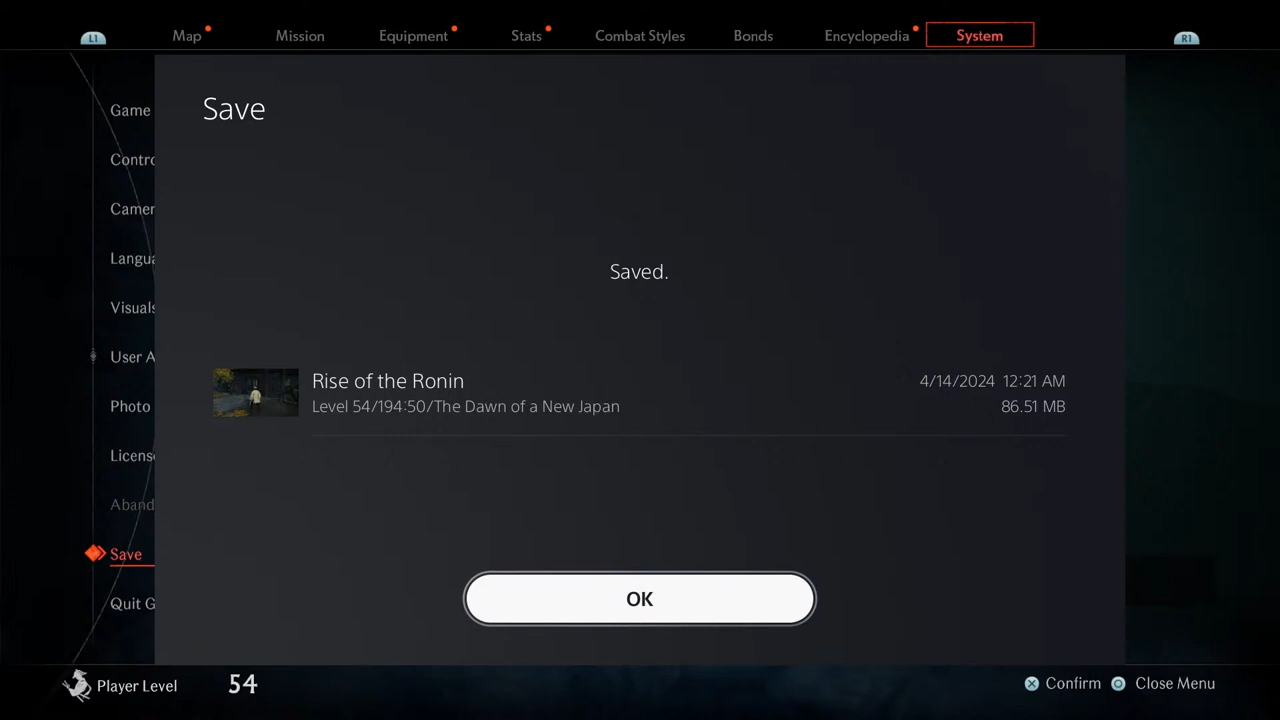 L1
Map
Mission
Equipment
Stats
Combat Styles
Bonds
Encyclopedia
System
R1
Save
Game
Contro
Camer
Langua
Visuals
User A
Photo
License
Aband
Save
Quit G
Saved.
Rise of the Ronin
4/14/2024 12:21 AM
Level 54/194:50/The Dawn of a New Japan
86.51 MB
OK
Player Level 54
Confirm
Close Menu